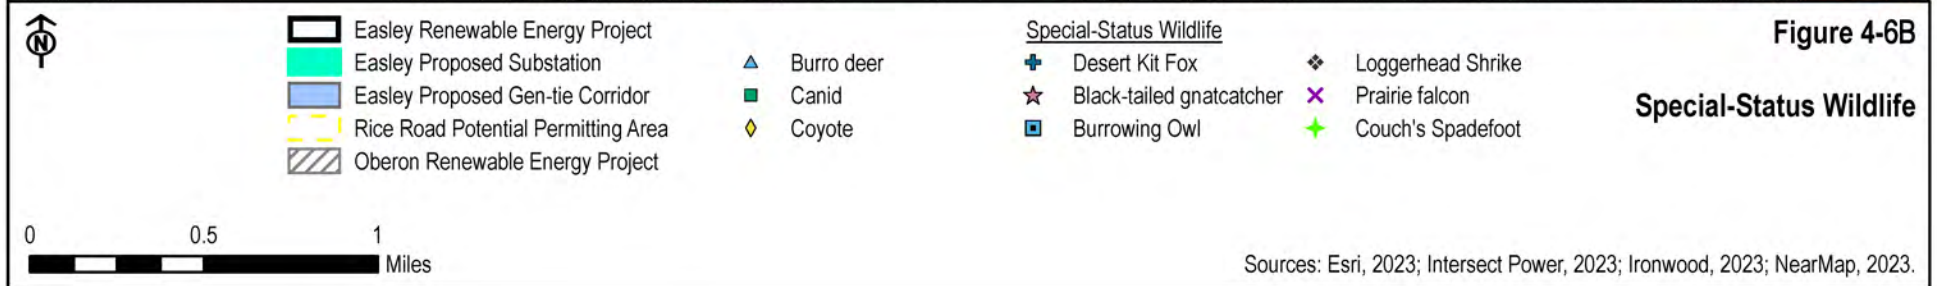 N
Easley Renewable Energy Project
Easley Proposed Substation
Easley Proposed Gen-tie Corridor
Rice Road Potential Permitting Area
Oberon Renewable Energy Project
Burro deer
Canid
Coyote
Special-Status Wildlife
Desert Kit Fox
Black-tailed gnatcatcher
Burrowing Owl
Loggerhead Shrike
Prairie falcon
Couch's Spadefoot
Figure 4-6B
Special-Status Wildlife
0 0.5 1
Miles
Sources: Esri, 2023; Intersect Power, 2023; Ironwood, 2023; NearMap, 2023.